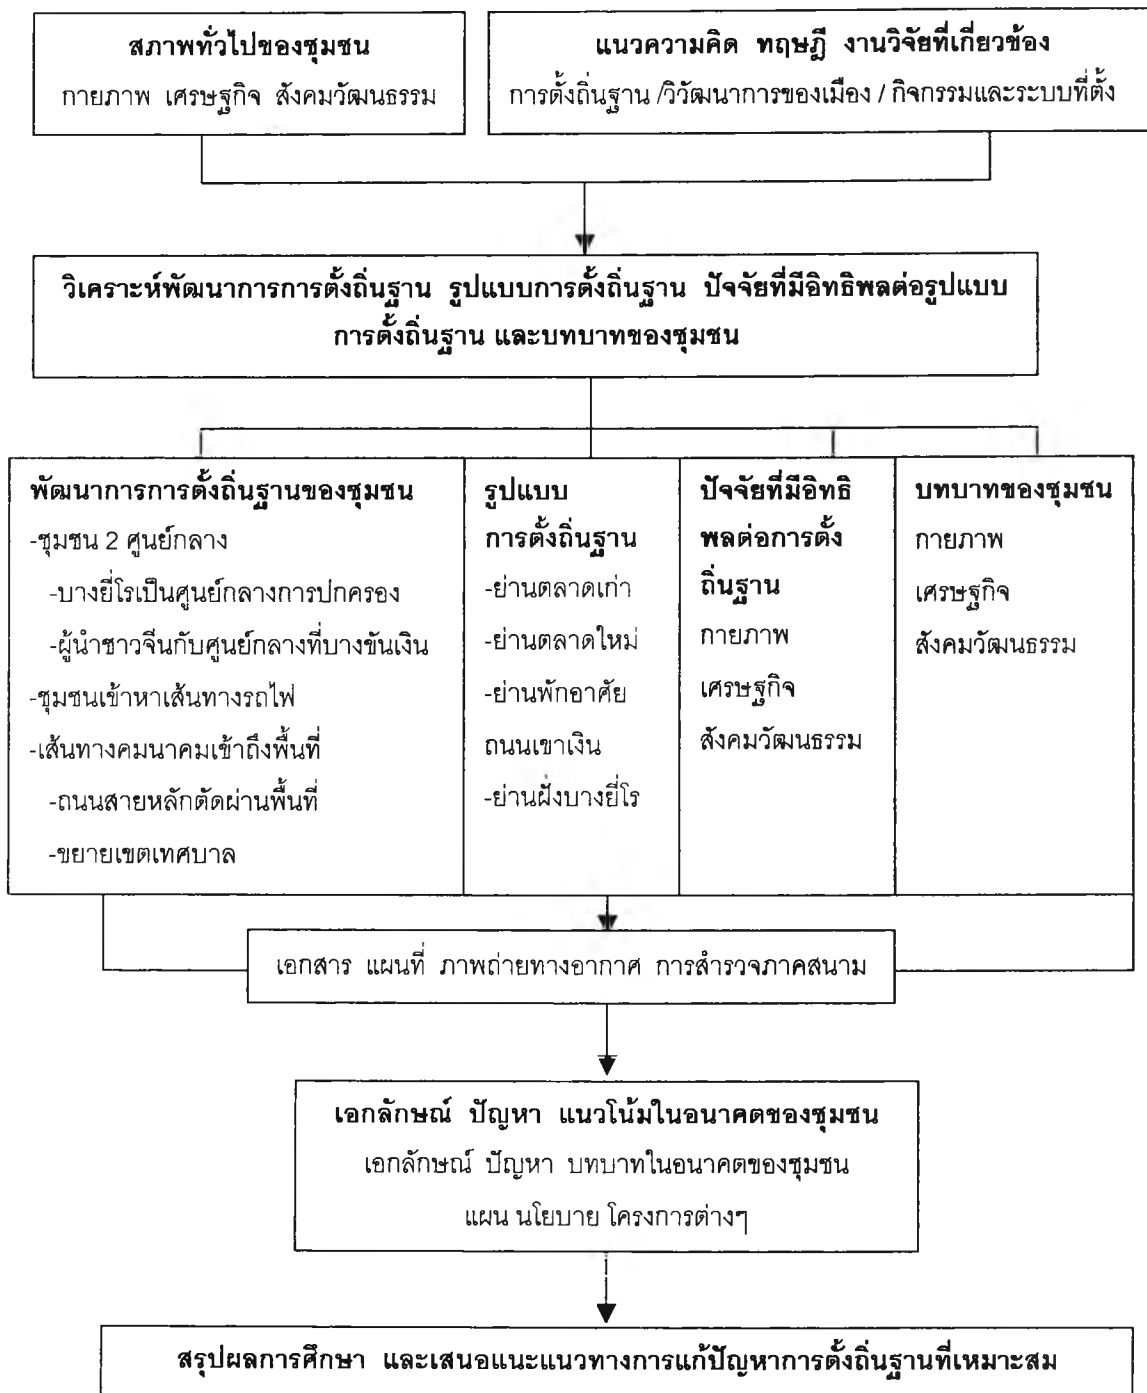 สภาพทั่วไปของชุมชน
กายภาพ เศรษฐกิจ สังคมวัฒนธรรม
แนวความคิด ทฤษฎี งานวิจัยที่เกี่ยวข้อง
การตั้งถิ่นฐาน /วิวัฒนาการของเมือง / กิจกรรมและระบบที่ตั้ง
วิเคราะห์พัฒนาการการตั้งถิ่นฐาน รูปแบบการตั้งถิ่นฐาน ปัจจัยที่มีอิทธิพลต่อรูปแบบ
การตั้งถิ่นฐาน และบทบาทของชุมชน
พัฒนาการการตั้งถิ่นฐานของชุมชน
-ชุมชน 2 ศูนย์กลาง
-บางยี่โรเป็นศูนย์กลางการปกครอง
-ผู้นำชาวจีนกับศูนย์กลางที่บางขันเงิน
-ชุมชนเข้าหาเส้นทางรถไฟ
-เส้นทางคมนาคมเข้าถึงพื้นที่
-ถนนสายหลักตัดผ่านพื้นที่
-ขยายเขตเทศบาล
รูปแบบ
การตั้งถิ่นฐาน
-ย่านตลาดเก่า
-ย่านตลาดใหม่
-ย่านพักอาศัย
ถนนเขาเงิน
-ย่านฝั่งบางยี่โร
ปัจจัยที่มีอิทธิ
พลต่อการตั้ง
ถิ่นฐาน
กายภาพ
เศรษฐกิจ
สังคมวัฒนธรรม
บทบาทของชุมชน
กายภาพ
เศรษฐกิจ
สังคมวัฒนธรรม
เอกสาร แผนที่ ภาพถ่ายทางอากาศ การสำรวจภาคสนาม
เอกลักษณ์ ปัญหา แนวโน้มในอนาคตของชุมชน
เอกลักษณ์ ปัญหา บทบาทในอนาคตของชุมชน
แผน นโยบาย โครงการต่างๆ
สรุปผลการศึกษา และเสนอแนะแนวทางการแก้ปัญหาการตั้งถิ่นฐานที่เหมาะสม